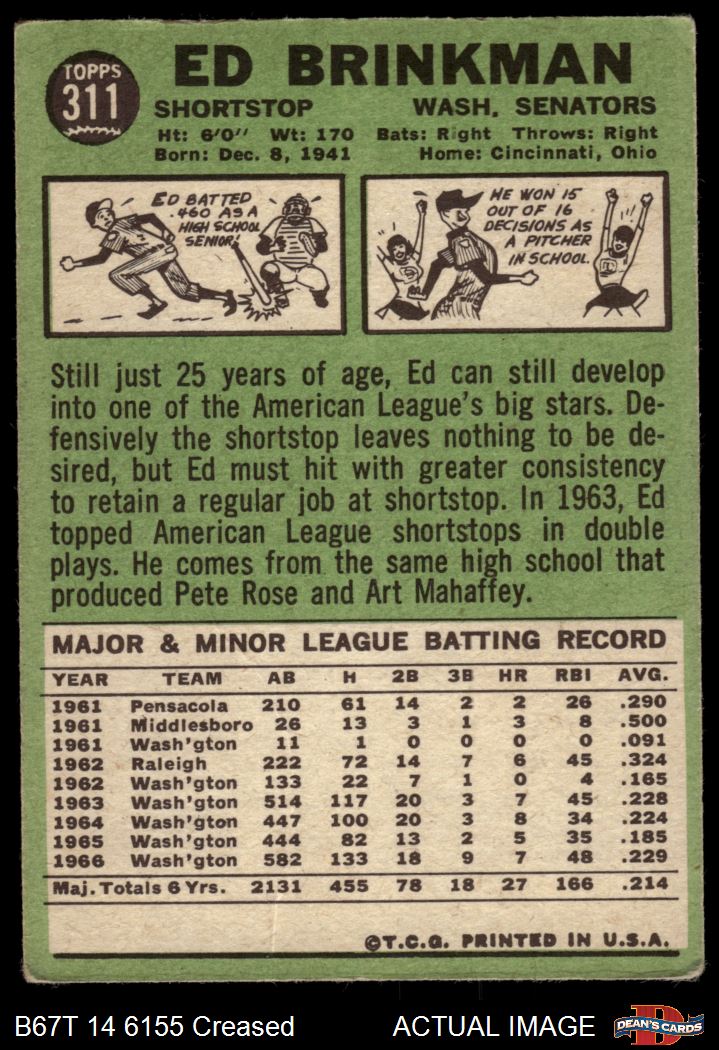 TOPPS
311
ED BRINKMAN
SHORTSTOP WASH. SENATORS
Ht: 6'0'' Wt: 170 Bats: Right Throws: Right
Born: Dec. 8, 1941 Home: Cincinnati, Ohio
ED BATTED
.460 AS A
HIGH SCHOOL
SENIOR!
HE WON 15
OUT OF 16
DECISIONS AS
A PITCHER
IN SCHOOL.
Still just 25 years of age, Ed can still develop
into one of the American League's big stars. De-
fensively the shortstop leaves nothing to be de-
sired, but Ed must hit with greater consistency
to retain a regular job at shortstop. In 1963, Ed
topped American League shortstops in double
plays. He comes from the same high school that
produced Pete Rose and Art Mahaffey.
MAJOR & MINOR LEAGUE BATTING RECORD
YEAR TEAM AB H 2B 3B HR RBI AVG.
1961 Pensacola 210 61 14 2 2 26 .290
1961 Middlesboro 26 13 3 1 3 8 .500
1961 Wash'gton 11 1 0 0 0 0 .091
1962 Raleigh 222 72 14 7 6 45 .324
1962 Wash'gton 133 22 7 1 0 4 .165
1963 Wash'gton 514 117 20 3 7 45 .228
1964 Wash'gton 447 100 20 3 8 34 .224
1965 Wash'gton 444 82 13 2 5 35 .185
1966 Wash'gton 582 133 18 9 7 48 .229
Maj. Totals 6 Yrs. 2131 455 78 18 27 166 .214
©T.C.G. PRINTED IN U.S.A.
B67T 14 6155 Creased ACTUAL IMAGE
DEAN'S CARDS